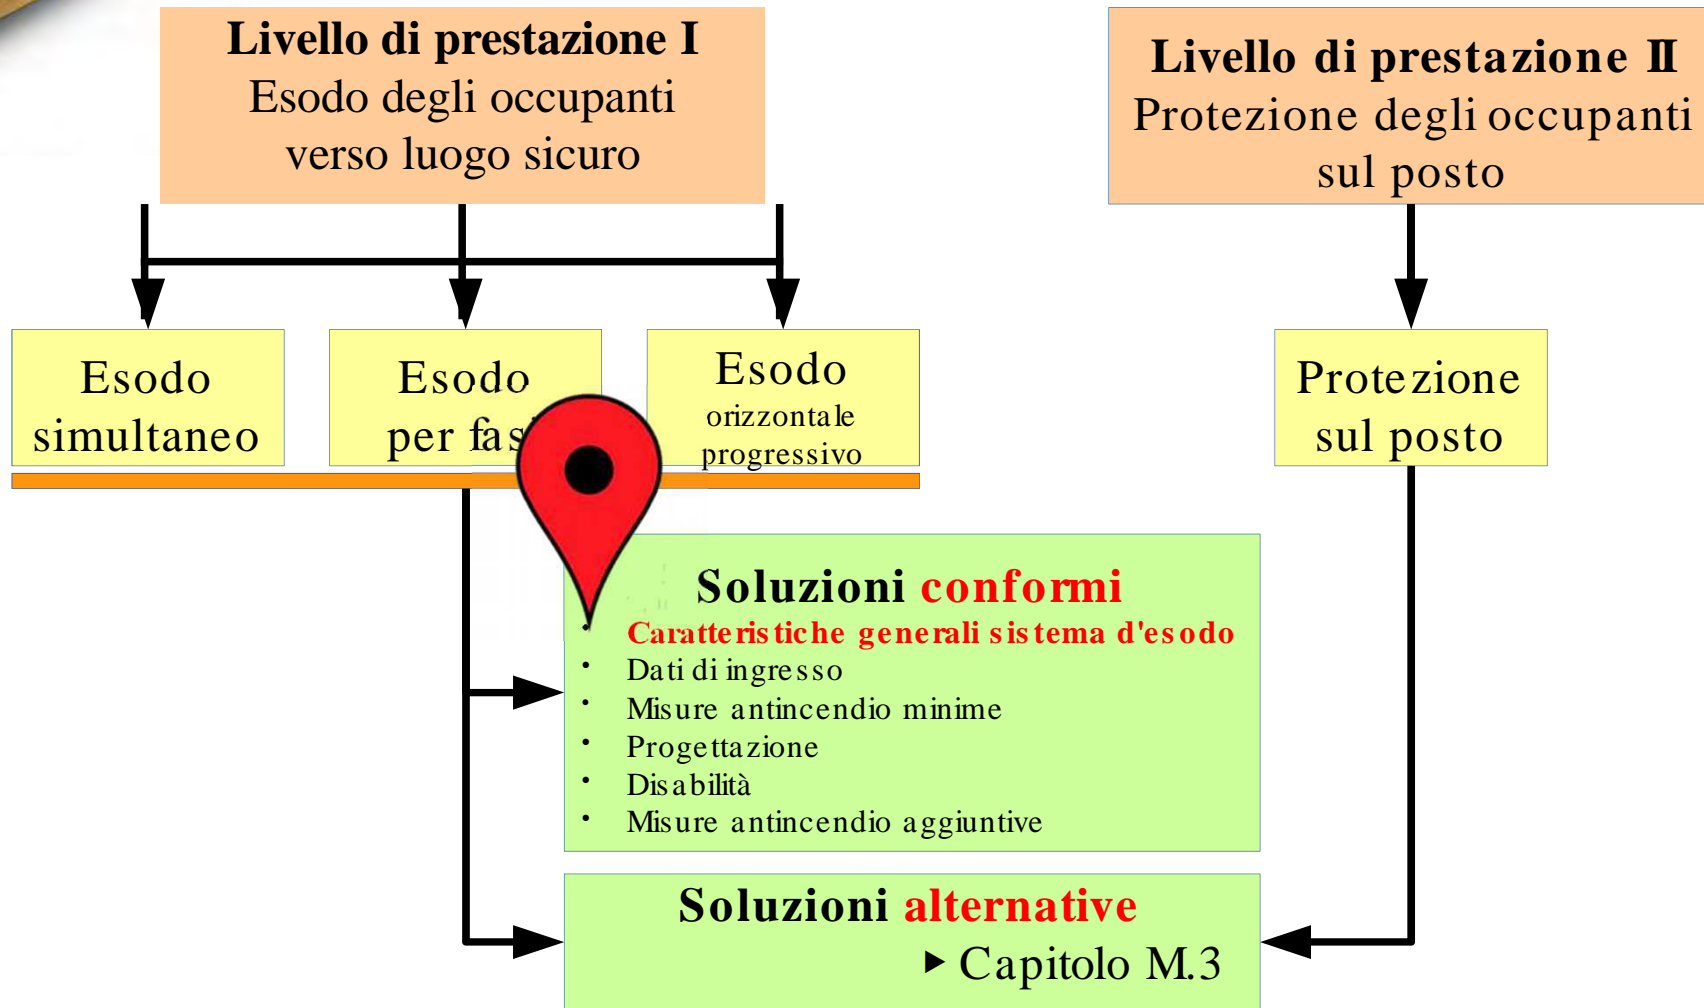 Livello di prestazione I
Esodo degli occupanti
verso luogo sicuro
Livello di prestazione II
Protezione degli occupanti
sul posto
Esodo
simultaneo
Esodo
per fasi
Esodo
orizzontale
progressivo
Protezione
sul posto
Soluzioni conformi
• Caratteristiche generali sistema d'esodo
• Dati di ingresso
• Misure antincendio minime
• Progettazione
• Disabilità
• Misure antincendio aggiuntive
Soluzioni alternative
▶ Capitolo M.3